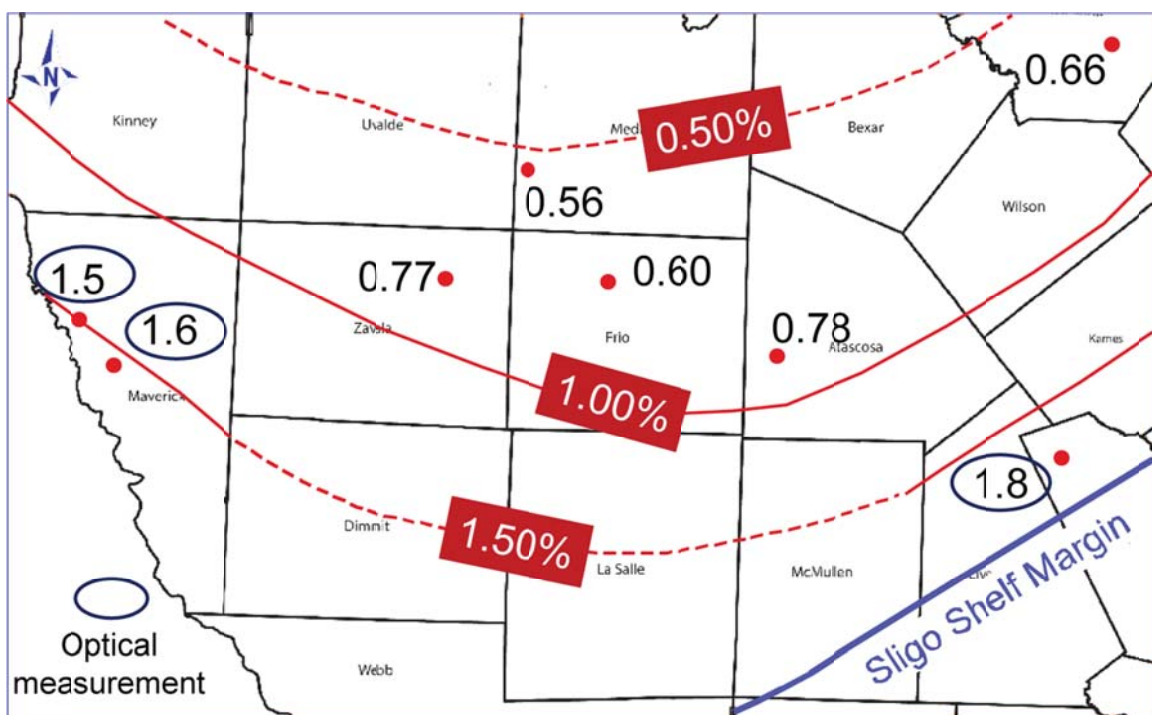 N
Kinney
Uvalde
Med
0.50%
Bexar
0.66
0.56
Wilson
1.5
0.77
0.60
1.6
Zavala
Frio
0.78
Atascosa
Karnes
Maverick
1.00%
1.8
Dimnit
1.50%
La Salle
McMullen
Live
Sligo Shelf Margin
Optical
measurement
Webb